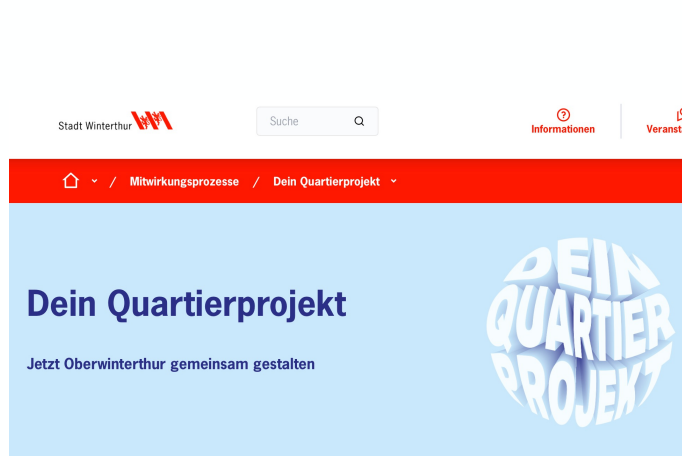 Stadt Winterthur
Suche
Informationen
Mitwirkungsprozesse / Dein Quartierprojekt
/
Dein Quartierprojekt
Jetzt Oberwinterthur gemeinsam gestalten
DEIN
QUARTIER
PROJEKT